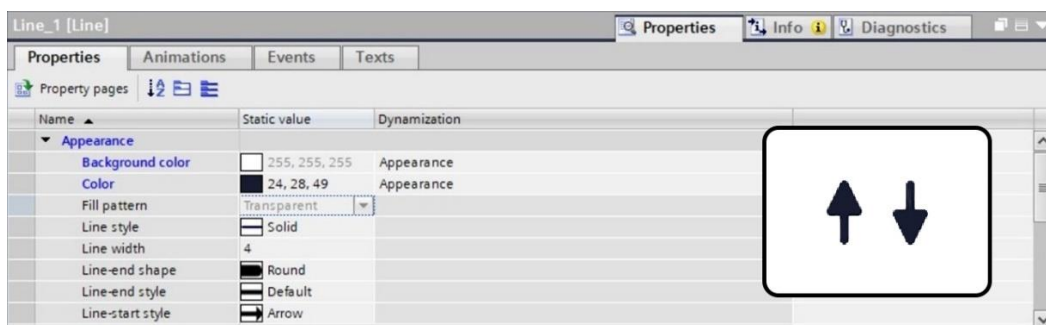 Line_1 [Line]
Properties Info Diagnostics
Properties Animations Events Texts
Property pages
Name Static value Dynamization
Appearance
Background color 255, 255, 255 Appearance
Color 24, 28, 49 Appearance
Fill pattern Transparent
Line style Solid
Line width 4
Line-end shape Round
Line-end style Default
Line-start style Arrow